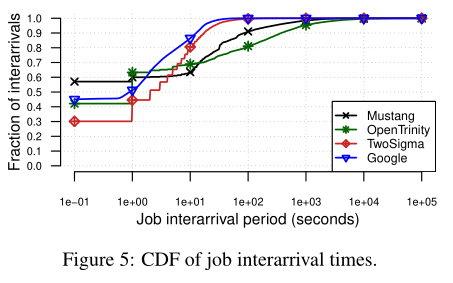 Fraction of interarrivals
1.0
0.9
0.8
0.7
0.6
0.5
0.4
0.3
0.2
0.1
0.0
Mustang
OpenTrinity
TwoSigma
Google
1e−01 1e+00 1e+01 1e+02 1e+03 1e+04 1e+05
Job interarrival period (seconds)
Figure 5: CDF of job interarrival times.